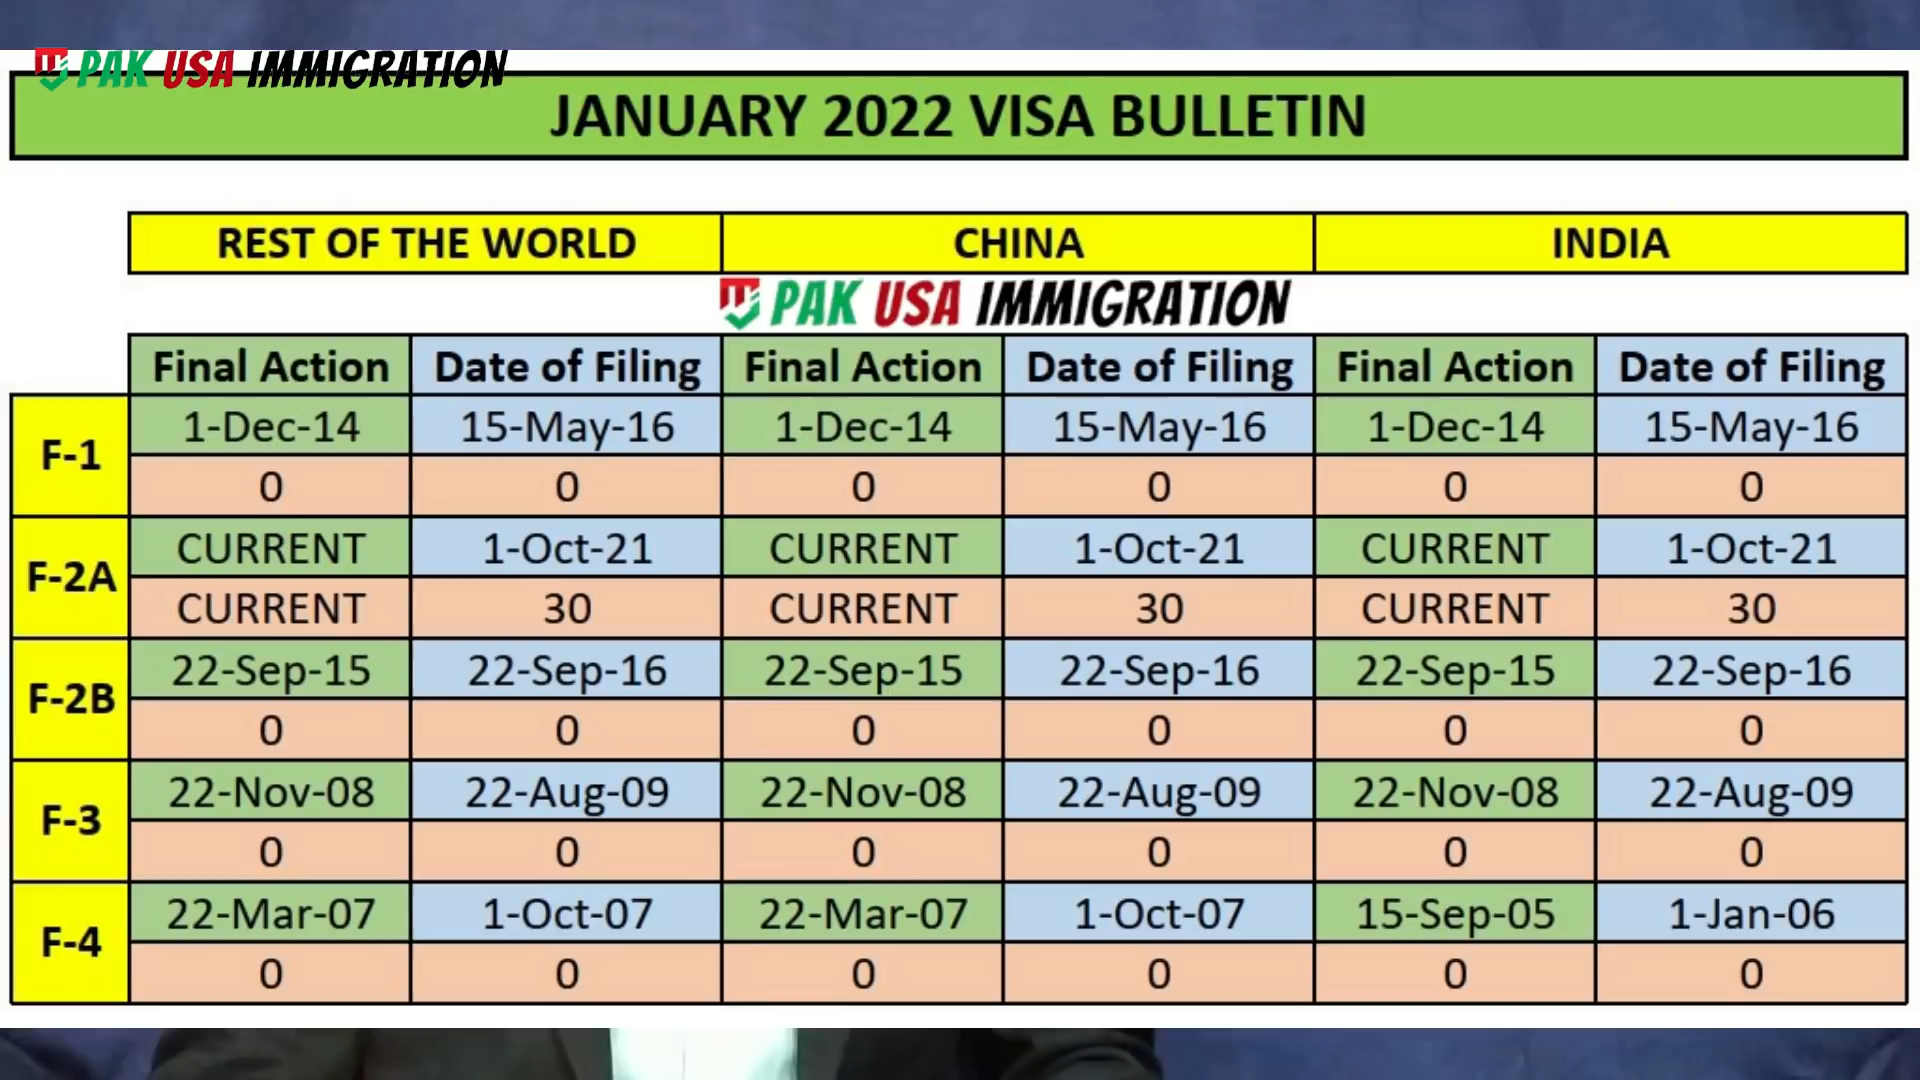 PAK USA IMMIGRATION
JANUARY 2022 VISA BULLETIN
REST OF THE WORLD CHINA INDIA
PAK USA IMMIGRATION
Final Action Date of Filing Final Action Date of Filing Final Action Date of Filing
F-1 1-Dec-14 15-May-16 1-Dec-14 15-May-16 1-Dec-14 15-May-16
0 0 0 0 0 0
F-2A CURRENT 1-Oct-21 CURRENT 1-Oct-21 CURRENT 1-Oct-21
CURRENT 30 CURRENT 30 CURRENT 30
F-2B 22-Sep-15 22-Sep-16 22-Sep-15 22-Sep-16 22-Sep-15 22-Sep-16
0 0 0 0 0 0
F-3 22-Nov-08 22-Aug-09 22-Nov-08 22-Aug-09 22-Nov-08 22-Aug-09
0 0 0 0 0 0
F-4 22-Mar-07 1-Oct-07 22-Mar-07 1-Oct-07 15-Sep-05 1-Jan-06
0 0 0 0 0 0